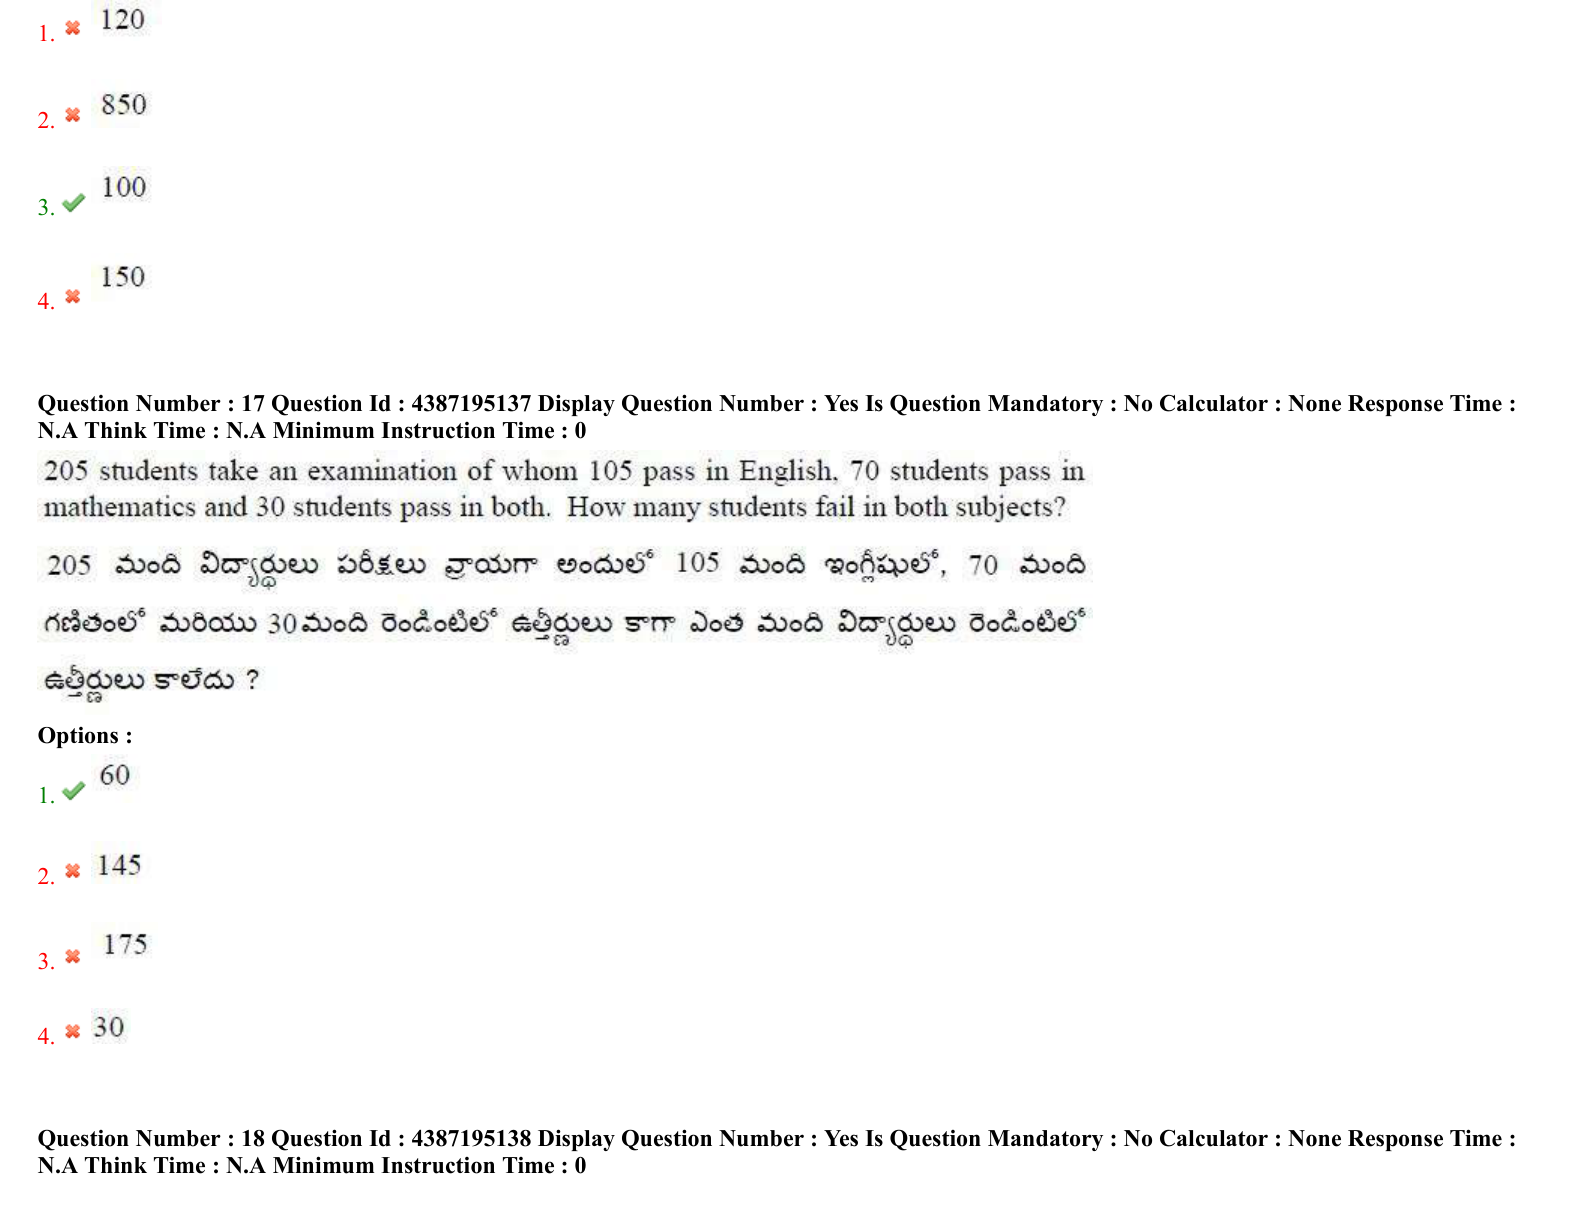 1. 120
2. 850
3. 100
4. 150
Question Number : 17 Question Id : 4387195137 Display Question Number : Yes Is Question Mandatory : No Calculator : None Response Time :
N.A Think Time : N.A Minimum Instruction Time : 0
205 students take an examination of whom 105 pass in English, 70 students pass in
mathematics and 30 students pass in both. How many students fail in both subjects?
205 మంది విద్యార్థులు పరీక్షలు వ్రాయగా అందులో 105 మంది ఇంగ్లీషులో, 70 మంది
గణితంలో మరియు 30 మంది రెండింటిలో ఉత్తీర్ణులు కాగా ఎంత మంది విద్యార్థులు రెండింటిలో
ఉత్తీర్ణులు కాలేదు ?
Options :
1. 60
2. 145
3. 175
4. 30
Question Number : 18 Question Id : 4387195138 Display Question Number : Yes Is Question Mandatory : No Calculator : None Response Time :
N.A Think Time : N.A Minimum Instruction Time : 0